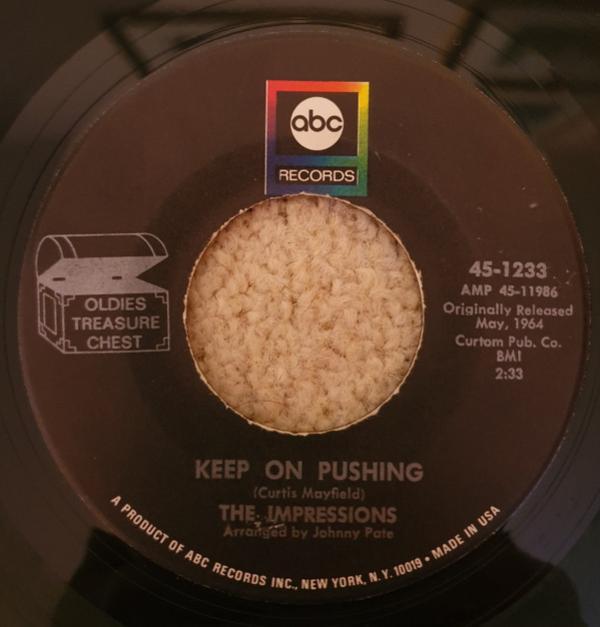 abc
RECORDS
OLDIES
TREASURE
CHEST
45-1233
AMP 45-11986
Originally Released
May, 1964
Curtom Pub. Co.
BMI
2:33
KEEP ON PUSHING
(Curtis Mayfield)
THE IMPRESSIONS
Arranged by Johnny Pate
A PRODUCT OF ABC RECORDS INC., NEW YORK, N.Y. 10019 • MADE IN USA